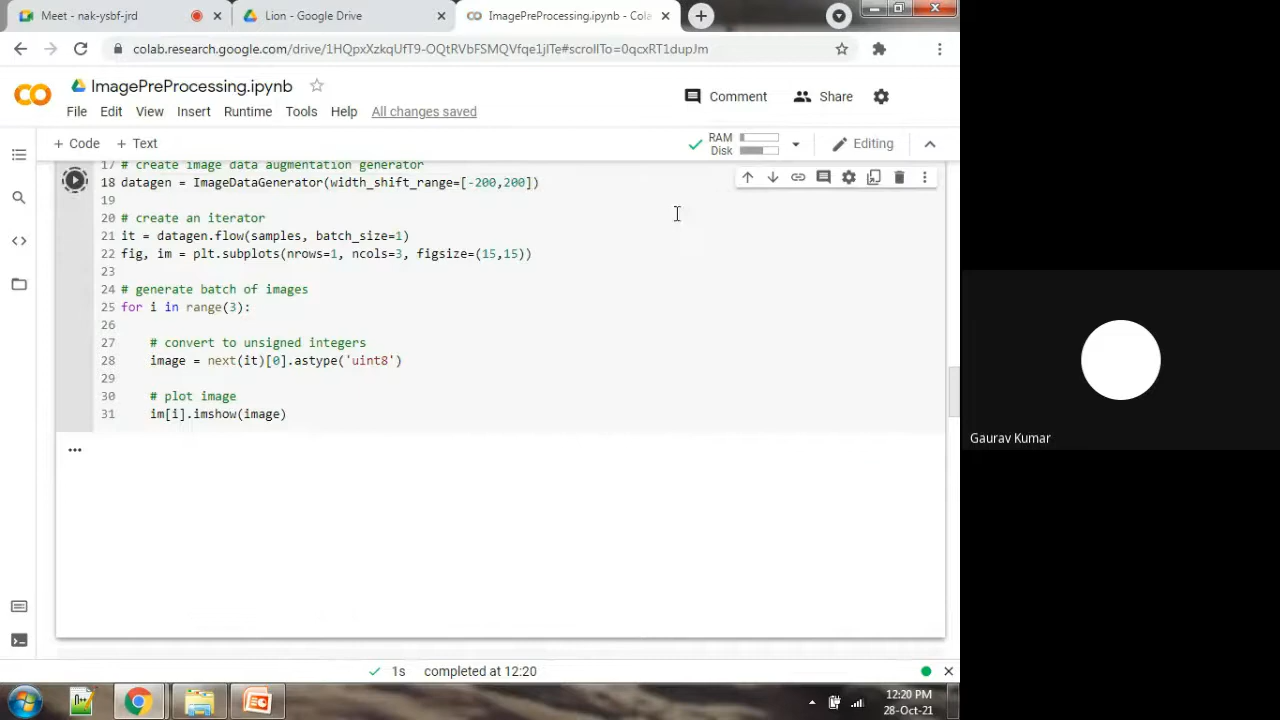 Meet - nak-ysbf-jrd
Lion - Google Drive
ImagePreProcessing.ipynb - Cola
colab.research.google.com/drive/1HQpxXzkqUfT9-OQtRVbFSMQVfqe1jlTe#scrollTo=0qcxRT1dupJm
ImagePreProcessing.ipynb
File Edit View Insert Runtime Tools Help All changes saved
Comment Share
+ Code + Text
RAM
Disk
Editing
17 # create image data augmentation generator
18 datagen = ImageDataGenerator(width_shift_range=[-200,200])
19
20 # create an iterator
21 it = datagen.flow(samples, batch_size=1)
22 fig, im = plt.subplots(nrows=1, ncols=3, figsize=(15,15))
23
24 # generate batch of images
25 for i in range(3):
26
27 # convert to unsigned integers
28 image = next(it)[0].astype('uint8')
29
30 # plot image
31 im[i].imshow(image)
Gaurav Kumar
1s completed at 12:20
12:20 PM
28-Oct-21